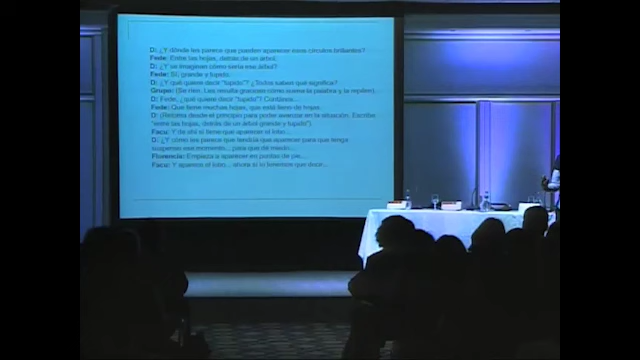 D: ¿Y dónde les parece que pueden aparecer esos círculos brillantes?
Fede: Entre las hojas, detrás de un árbol.
D: ¿Y se imaginan cómo sería ese árbol?
Fede: Sí, grande y tupido.
D: ¿Y qué quiere decir "tupido"? ¿Todos saben qué significa?
Grupo: (Se ríen. Les resulta gracioso cómo suena la palabra y la repiten)...
D: Fede, ¿qué quiere decir "tupido"? Contanos...
Fede: Que tiene muchas hojas, que está lleno de hojas.
D: (Retoma desde el principio para poder avanzar en la situación. Escribe:
"entre las hojas, detrás de un árbol grande y tupido").
Facu: Y de ahí sí tiene que aparecer el lobo...
D: ¿Y cómo les parece que tendría que aparecer para que tenga
suspenso ese momento... para que dé miedo...
Florencia: Empieza a aparecer en puntas de pie...
Facu: Y aparece el lobo... ahora sí lo tenemos que decir...